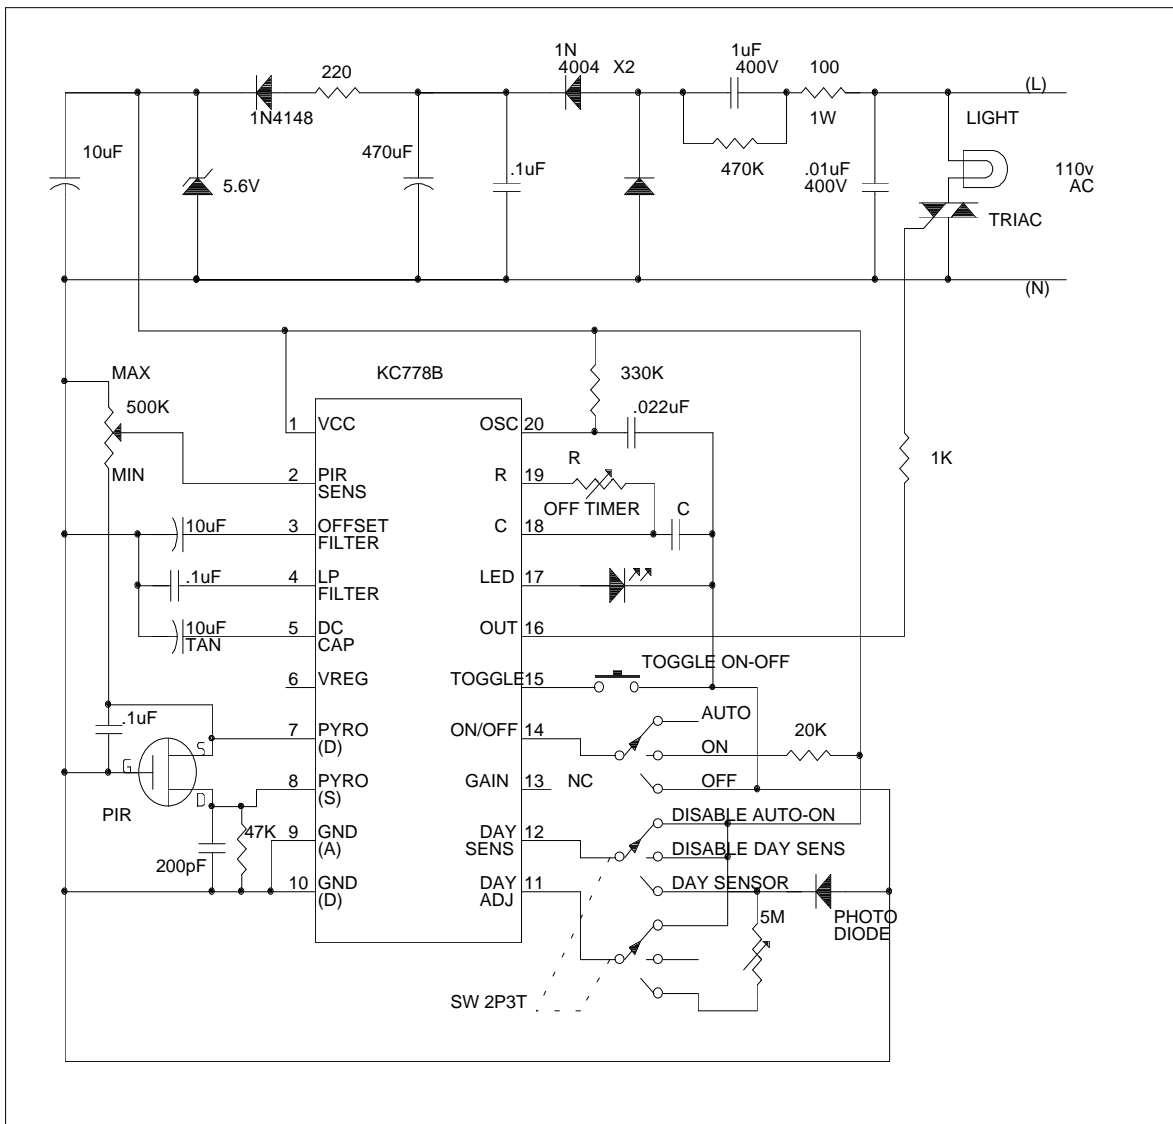 1N
4004 X2
1uF
400V
220
100
(L)
1N4148
1W
LIGHT
10uF
5.6V
470uF
.1uF
470K
.01uF
400V
110v
AC
TRIAC
(N)
MAX
KC778B
330K
500K
.022uF
1 VCC
OSC 20
MIN
2 PIR
SENS
R 19
R
OFF TIMER
1K
10uF
3 OFFSET
FILTER
C 18
C
.1uF
4 LP
FILTER
LED 17
10uF
TAN
5 DC
CAP
OUT 16
6 VREG
TOGGLE 15
TOGGLE ON-OFF
.1uF
7 PYRO
(D)
ON/OFF 14
AUTO
ON
20K
S
G
D
PIR
8 PYRO
(S)
GAIN 13
NC
OFF
47K
200pF
9 GND
(A)
DAY
SENS 12
DISABLE AUTO-ON
DISABLE DAY SENS
10 GND
(D)
DAY
ADJ 11
DAY SENSOR
5M
PHOTO
DIODE
SW 2P3T